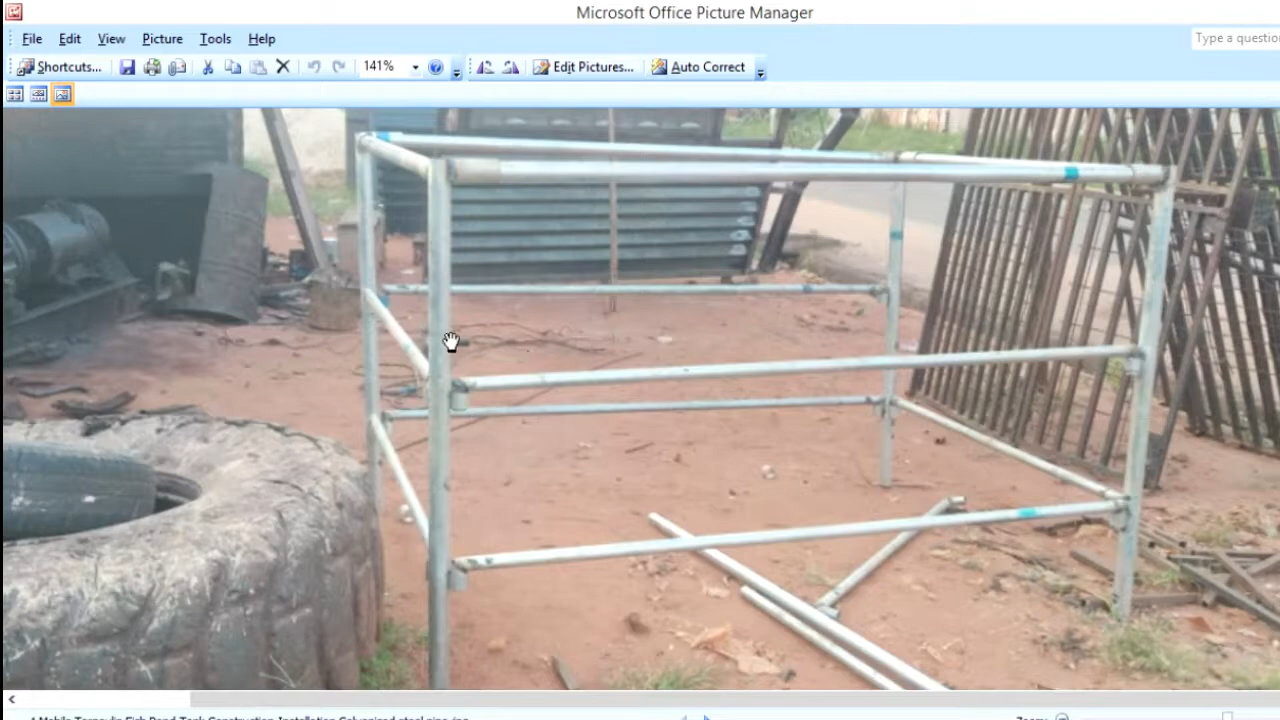 Microsoft Office Picture Manager
File Edit View Picture Tools Help
Type a questio
Shortcuts... 141% Edit Pictures... Auto Correct